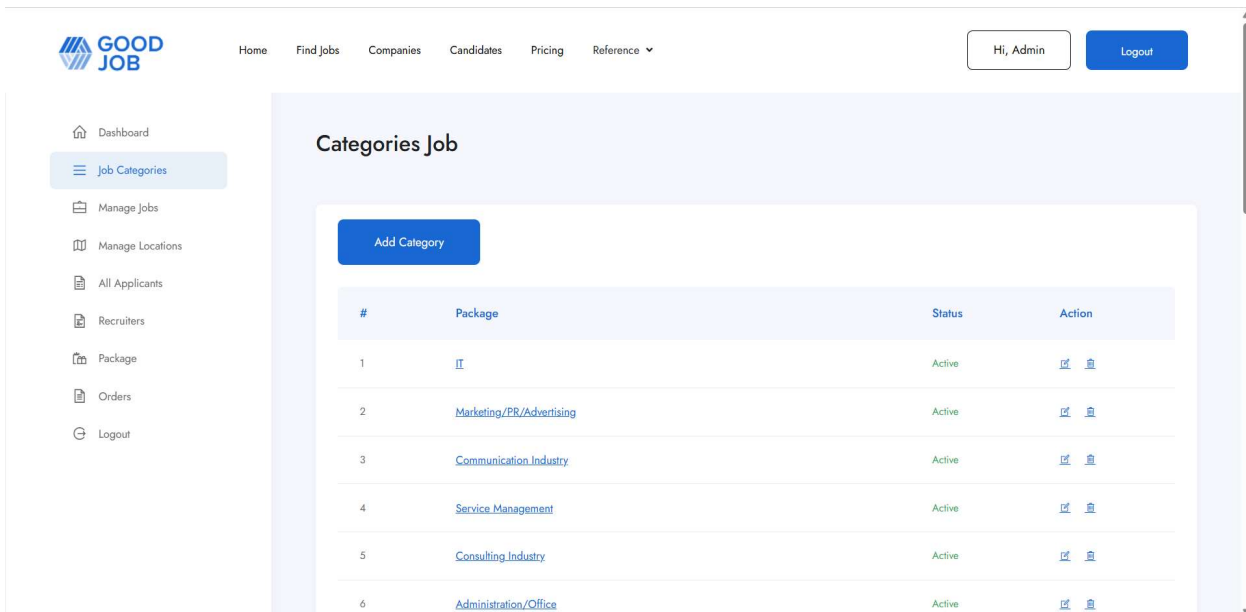 GOOD
JOB
Home Find Jobs Companies Candidates Pricing Reference
Hi, Admin
Logout
Dashboard
Job Categories
Manage Jobs
Manage Locations
All Applicants
Recruiters
Package
Orders
Logout
Categories Job
Add Category
# Package Status Action
1 IT Active
2 Marketing/PR/Advertising Active
3 Communication Industry Active
4 Service Management Active
5 Consulting Industry Active
6 Administration/Office Active